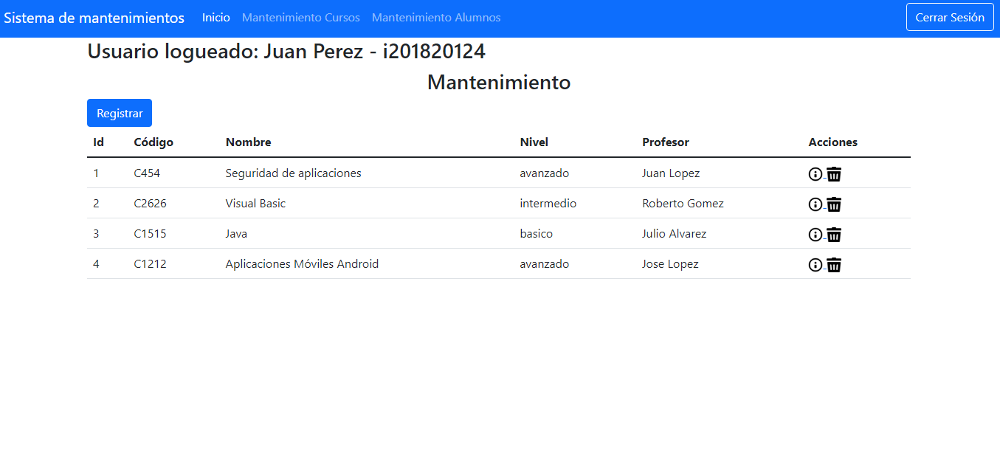 Sistema de mantenimientos Inicio Mantenimiento Cursos Mantenimiento Alumnos Cerrar Sesión
Usuario logueado: Juan Perez - i201820124
Mantenimiento
Registrar
Id Código Nombre Nivel Profesor Acciones
1 C454 Seguridad de aplicaciones avanzado Juan Lopez
2 C2626 Visual Basic intermedio Roberto Gomez
3 C1515 Java basico Julio Alvarez
4 C1212 Aplicaciones Móviles Android avanzado Jose Lopez